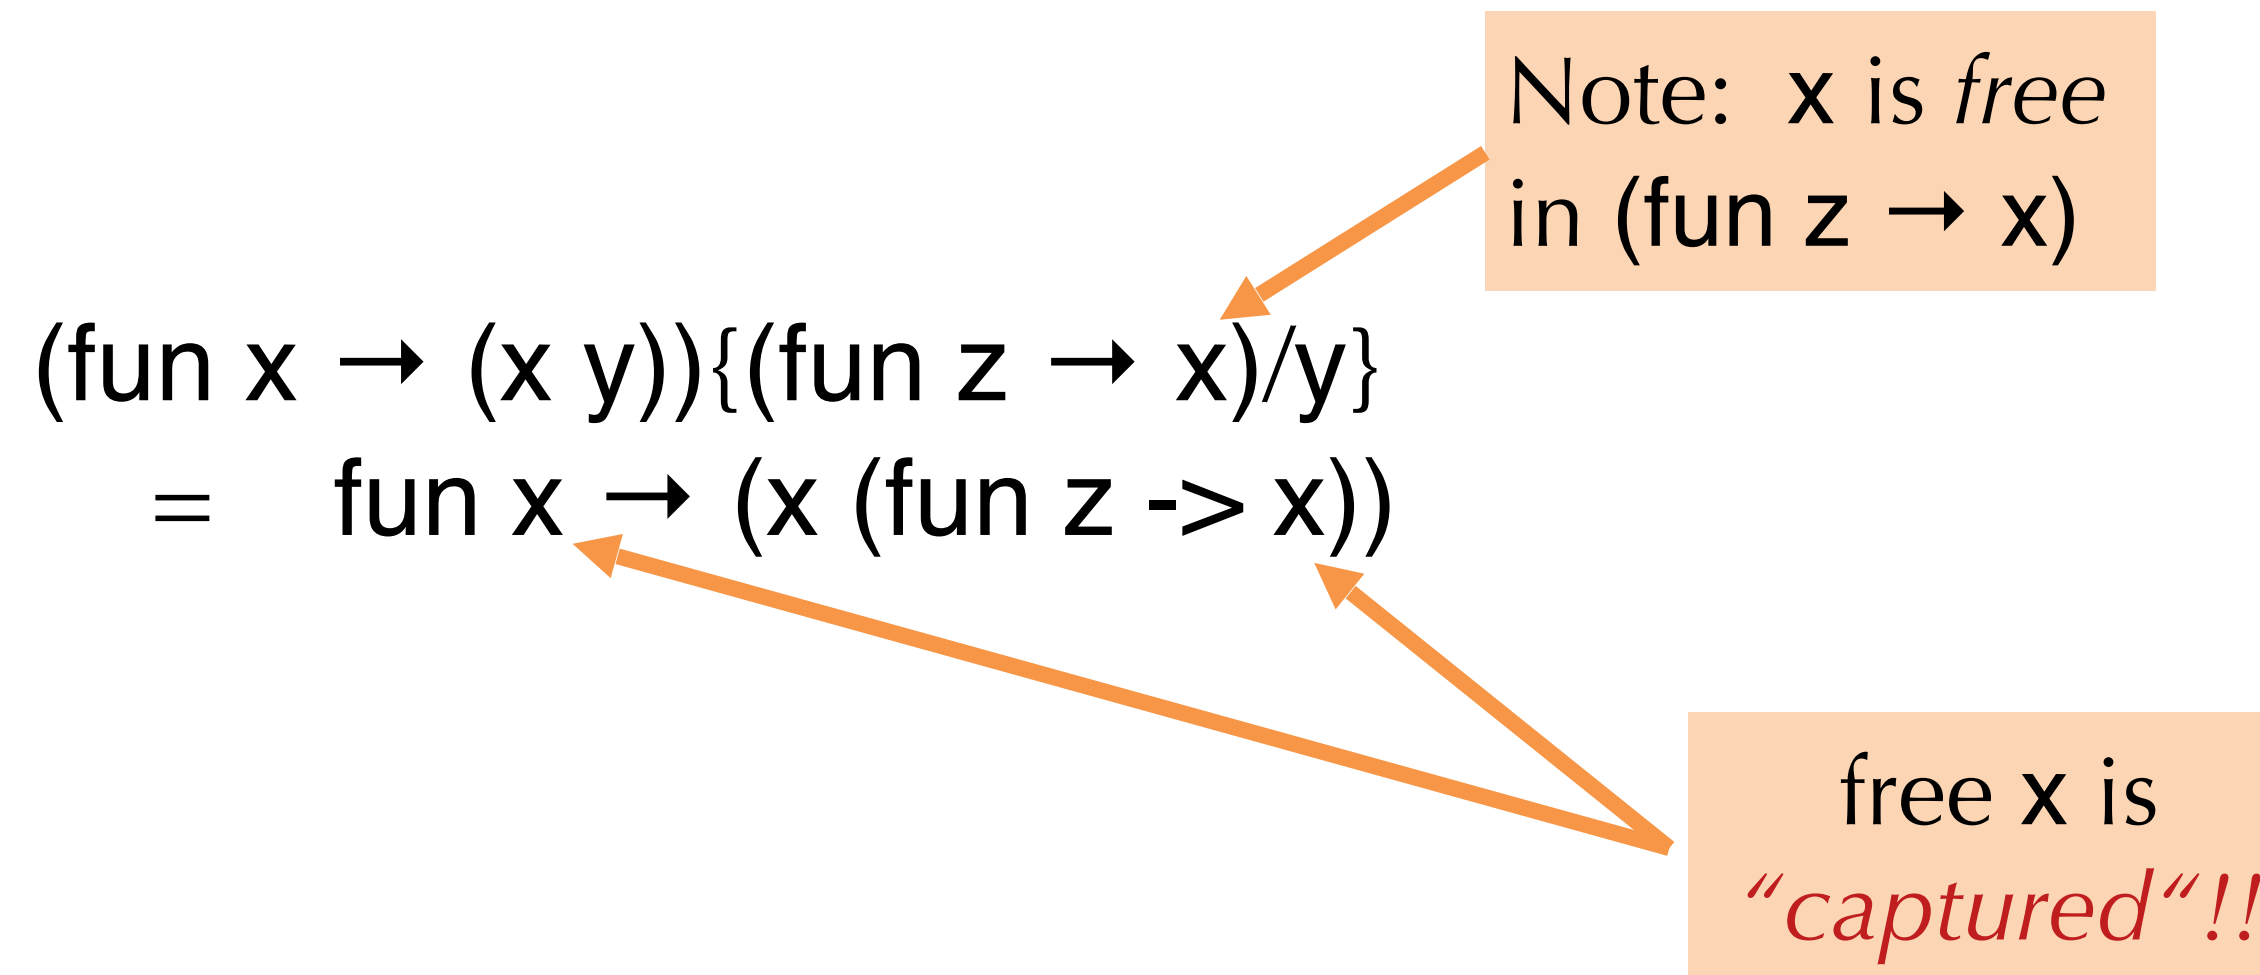 Note: x is free
in (fun z → x)
(fun x → (x y)){(fun z → x)/y}
= fun x → (x (fun z -> x))
free x is
“captured“!!